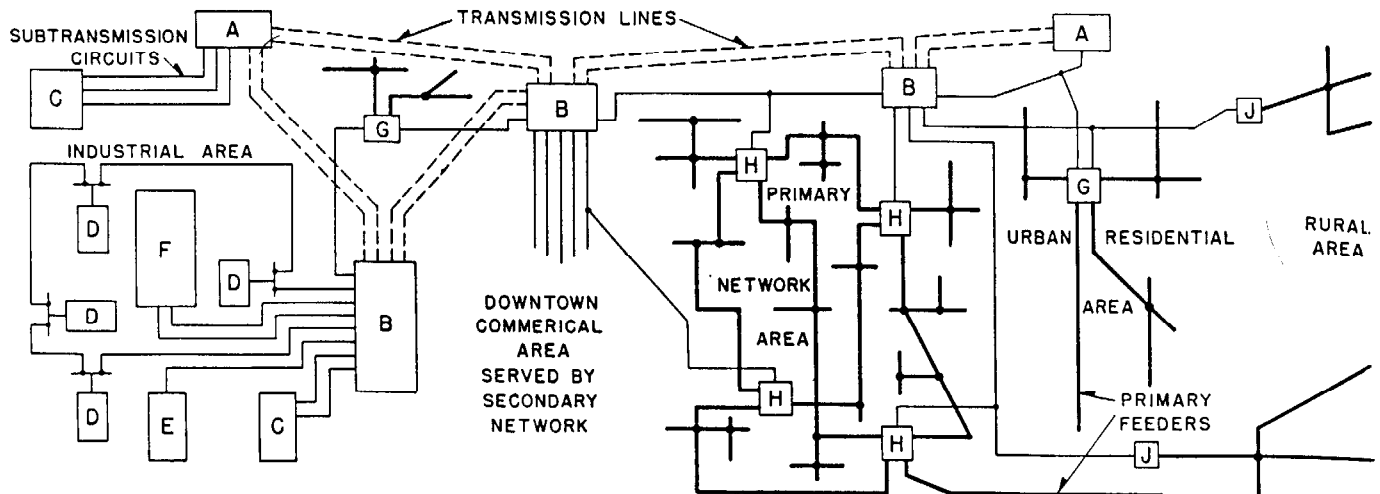 TRANSMISSION LINES
SUBTRANSMISSION
CIRCUITS
A
A
C
B
B
G
J
INDUSTRIAL AREA
H
PRIMARY
G
D
F
H
URBAN RESIDENTIAL
RURAL
AREA
D
NETWORK
D
B
DOWNTOWN
COMMERICAL
AREA
SERVED BY
SECONDARY
NETWORK
AREA
AREA
D
E
C
H
PRIMARY
FEEDERS
H
J